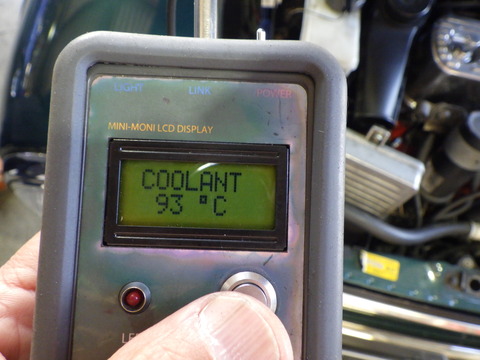 LIGHT LINK POWER
MINI-MONI LCD DISPLAY
COOLANT
93 °C